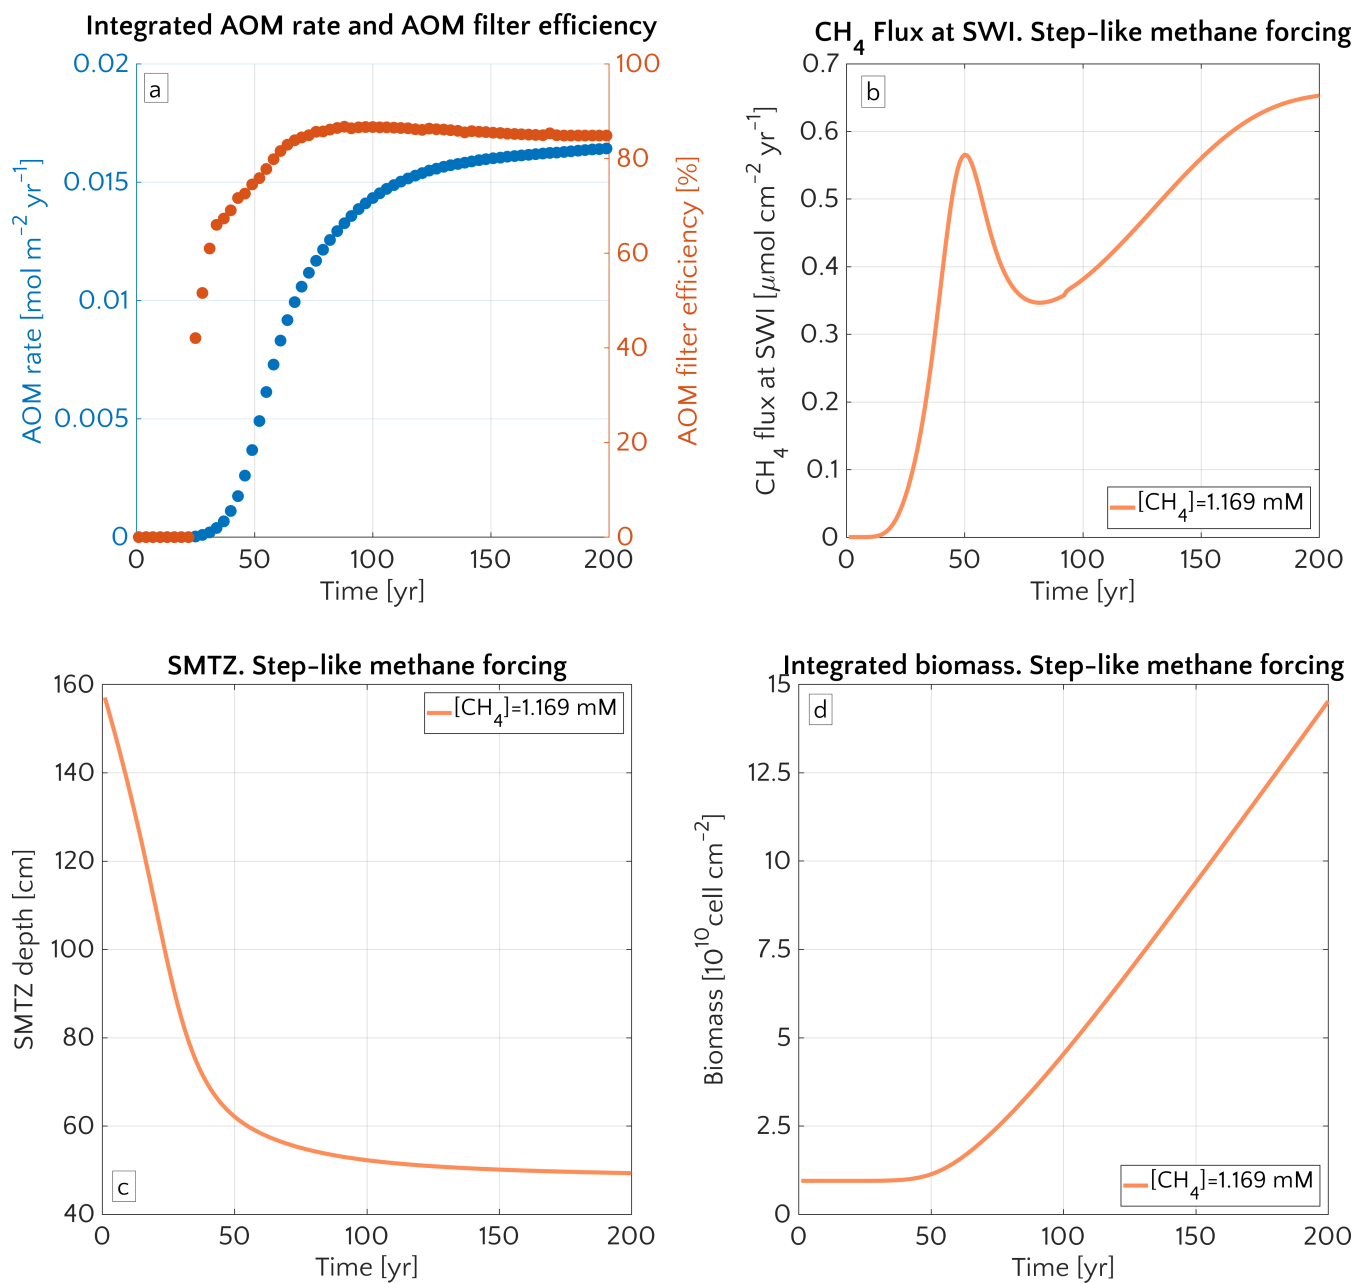 Integrated AOM rate and AOM filter efficiency
a
AOM rate [mol m⁻² yr⁻¹]
0.02
0.015
0.01
0.005
0
100
80
60
40
20
0
AOM filter efficiency [%]
0 50 100 150 200
Time [yr]
CH₄ Flux at SWI. Step-like methane forcing
b
CH₄ flux at SWI [μmol cm⁻² yr⁻¹]
0.7
0.6
0.5
0.4
0.3
0.2
0.1
0
[CH₄]=1.169 mM
0 50 100 150 200
Time [yr]
SMTZ. Step-like methane forcing
[CH₄]=1.169 mM
SMTZ depth [cm]
160
140
120
100
80
60
40
c
0 50 100 150 200
Time [yr]
Integrated biomass. Step-like methane forcing
d
Biomass [10¹⁰ cell cm⁻²]
15
12.5
10
7.5
5
2.5
0
[CH₄]=1.169 mM
0 50 100 150 200
Time [yr]